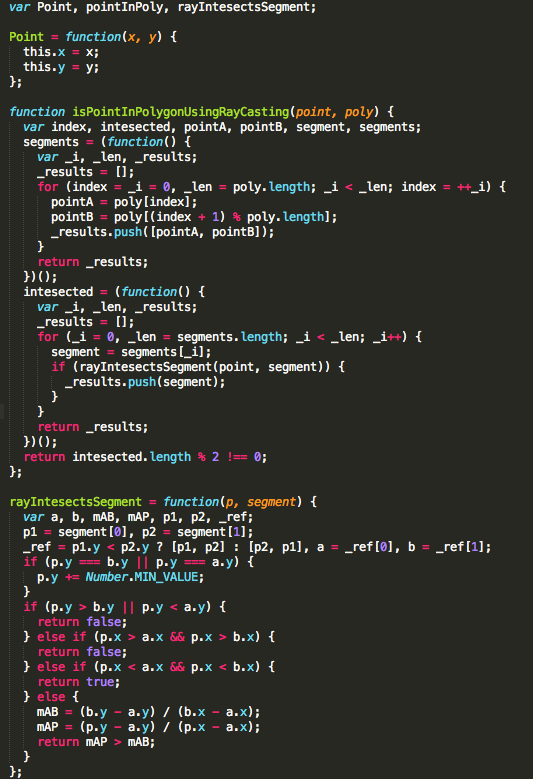 var Point, pointInPoly, rayIntesectsSegment;

Point = function(x, y) {
  this.x = x;
  this.y = y;
};

function isPointInPolygonUsingRayCasting(point, poly) {
  var index, intesected, pointA, pointB, segment, segments;
  segments = (function() {
    var _i, _len, _results;
    _results = [];
    for (index = _i = 0, _len = poly.length; _i < _len; index = ++_i) {
      pointA = poly[index];
      pointB = poly[(index + 1) % poly.length];
      _results.push([pointA, pointB]);
    }
    return _results;
  })();
  intesected = (function() {
    var _i, _len, _results;
    _results = [];
    for (_i = 0, _len = segments.length; _i < _len; _i++) {
      segment = segments[_i];
      if (rayIntesectsSegment(point, segment)) {
        _results.push(segment);
      }
    }
    return _results;
  })();
  return intesected.length % 2 !== 0;
};

rayIntesectsSegment = function(p, segment) {
  var a, b, mAB, mAP, p1, p2, _ref;
  p1 = segment[0], p2 = segment[1];
  _ref = p1.y < p2.y ? [p1, p2] : [p2, p1], a = _ref[0], b = _ref[1];
  if (p.y === b.y || p.y === a.y) {
    p.y += Number.MIN_VALUE;
  }
  if (p.y > b.y || p.y < a.y) {
    return false;
  } else if (p.x > a.x && p.x > b.x) {
    return false;
  } else if (p.x < a.x && p.x < b.x) {
    return true;
  } else {
    mAB = (b.y - a.y) / (b.x - a.x);
    mAP = (p.y - a.y) / (p.x - a.x);
    return mAP > mAB;
  }
};